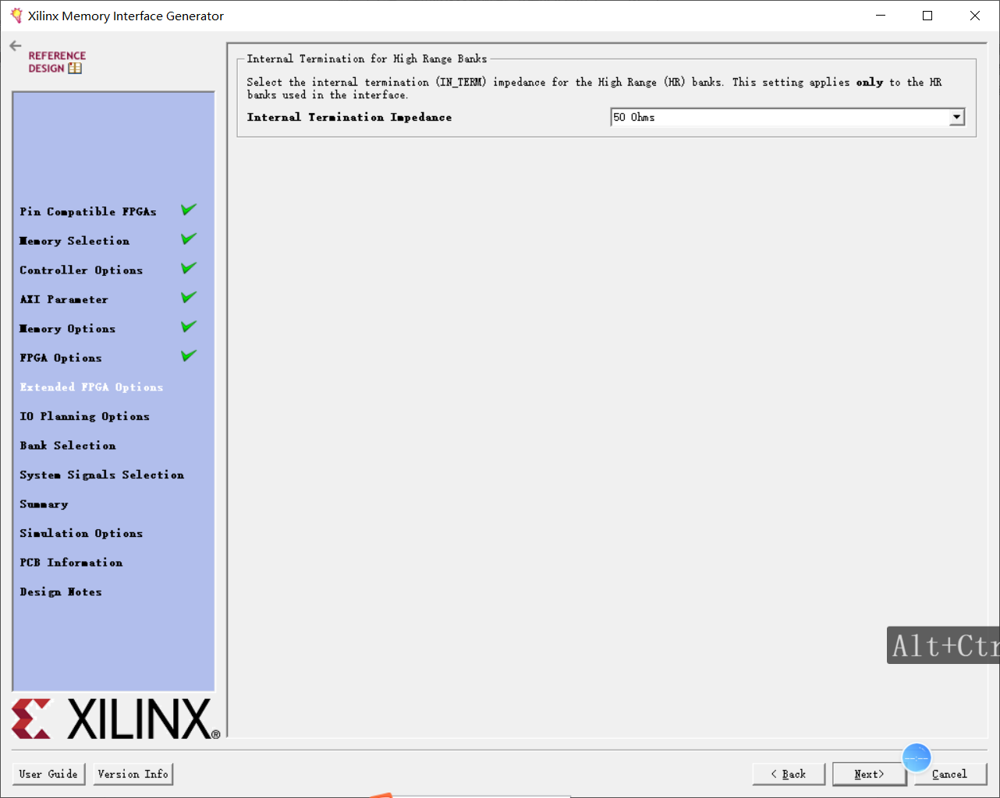 Xilinx Memory Interface Generator
REFERENCE
DESIGN
Pin Compatible FPGAs
Memory Selection
Controller Options
AXI Parameter
Memory Options
FPGA Options
Extended FPGA Options
IO Planning Options
Bank Selection
System Signals Selection
Summary
Simulation Options
PCB Information
Design Notes
XILINX®
Internal Termination for High Range Banks
Select the internal termination (IN_TERM) impedance for the High Range (HR) banks. This setting applies only to the HR
banks used in the interface.
Internal Termination Impedance
50 Ohms
Alt+Ctr
User Guide
Version Info
< Back
Next>
Cancel
--:--